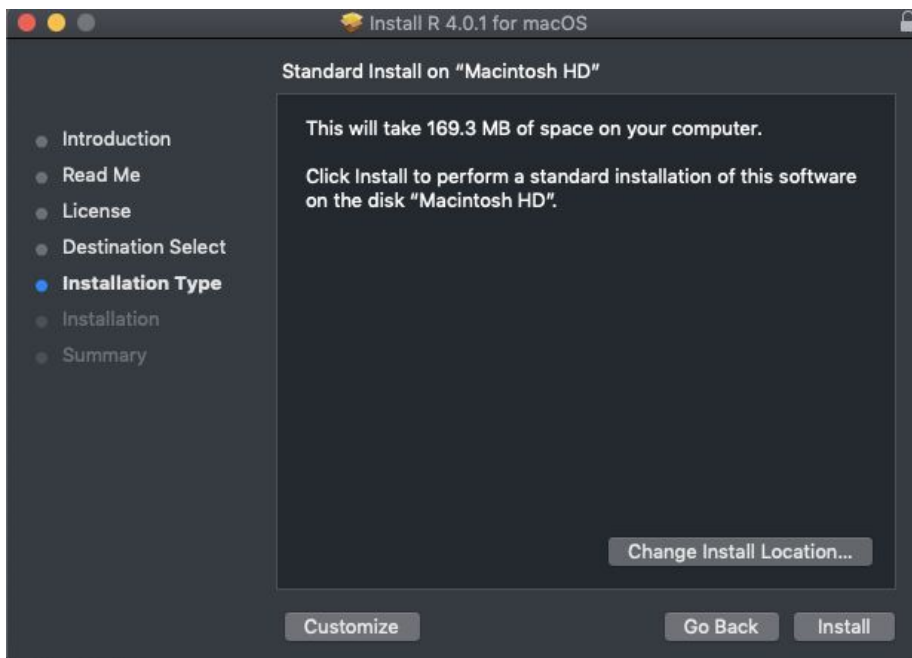 Install R 4.0.1 for macOS
Standard Install on “Macintosh HD”
Introduction
Read Me
License
Destination Select
Installation Type
Installation
Summary
This will take 169.3 MB of space on your computer.
Click Install to perform a standard installation of this software
on the disk “Macintosh HD”.
Change Install Location...
Customize
Go Back
Install